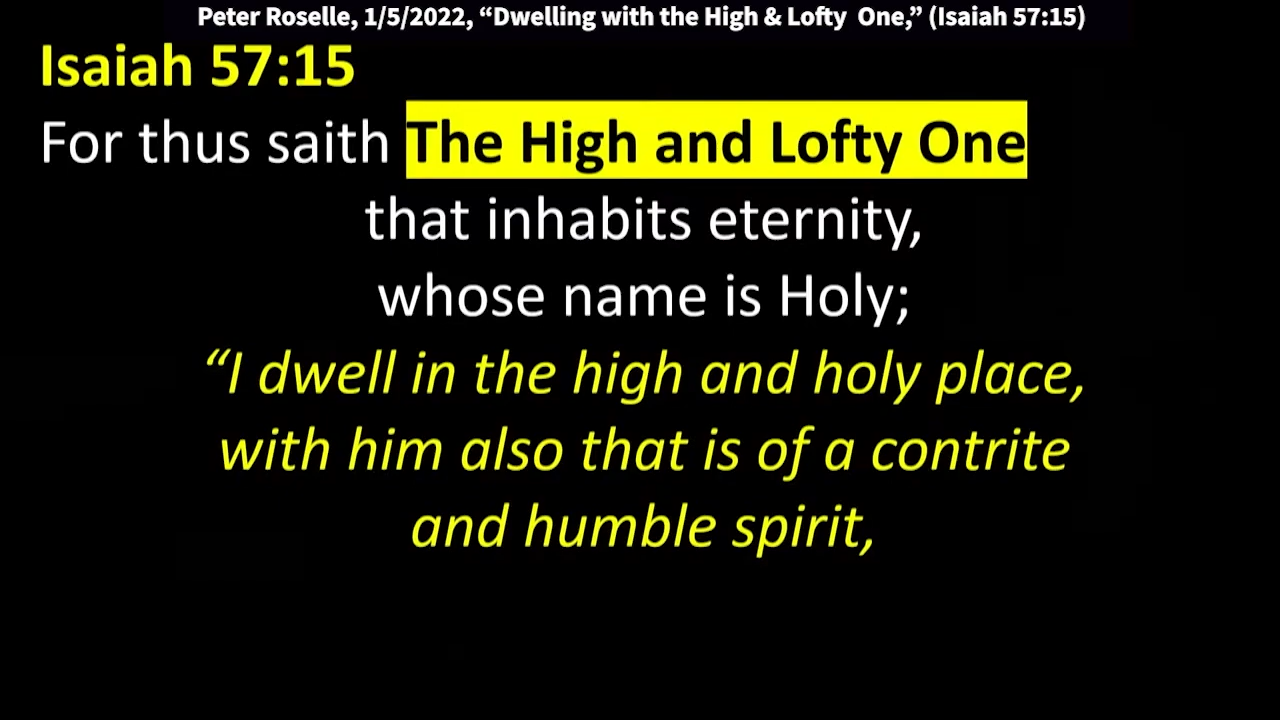 Peter Roselle, 1/5/2022, “Dwelling with the High & Lofty One,” (Isaiah 57:15)
Isaiah 57:15
For thus saith The High and Lofty One
that inhabits eternity,
whose name is Holy;
“I dwell in the high and holy place,
with him also that is of a contrite
and humble spirit,